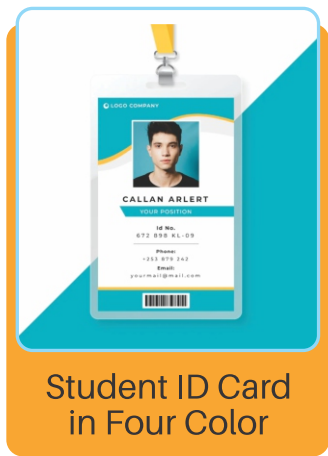 LOGO COMPANY
CALLAN ARLERT
YOUR POSITION
Id No.
672 898 KL-09
Phone:
+253 879 242
Email:
yourmail@mail.com
Student ID Card
in Four Color